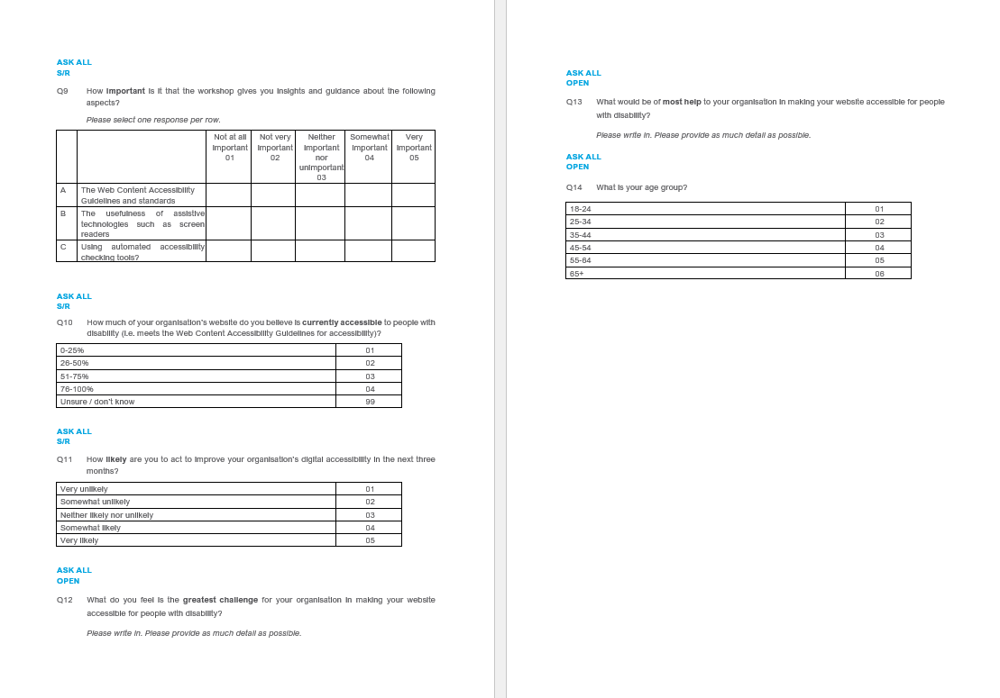 ASK ALL
S/R
Q9 How important is it that the workshop gives you insights and guidance about the following
aspects?
Please select one response per row.
Not at all important 01 Not very important 02 Neither important nor unimportant 03 Somewhat important 04 Very important 05
A The Web Content Accessibility
Guidelines and standards
B The usefulness of assistive
technologies such as screen
readers
C Using automated accessibility
checking tools?
ASK ALL
S/R
Q10 How much of your organisation's website do you believe is currently accessible to people with
disability (i.e. meets the Web Content Accessibility Guidelines for accessibility)?
0-25% 01
26-50% 02
51-75% 03
76-100% 04
Unsure / don't know 99
ASK ALL
S/R
Q11 How likely are you to act to improve your organisation's digital accessibility in the next three
months?
Very unlikely 01
Somewhat unlikely 02
Neither likely nor unlikely 03
Somewhat likely 04
Very likely 05
ASK ALL
OPEN
Q12 What do you feel is the greatest challenge for your organisation in making your website
accessible for people with disability?
Please write in. Please provide as much detail as possible.
ASK ALL
OPEN
Q13 What would be of most help to your organisation in making your website accessible for people
with disability?
Please write in. Please provide as much detail as possible.
ASK ALL
OPEN
Q14 What is your age group?
18-24 01
25-34 02
35-44 03
45-54 04
55-64 05
65+ 06